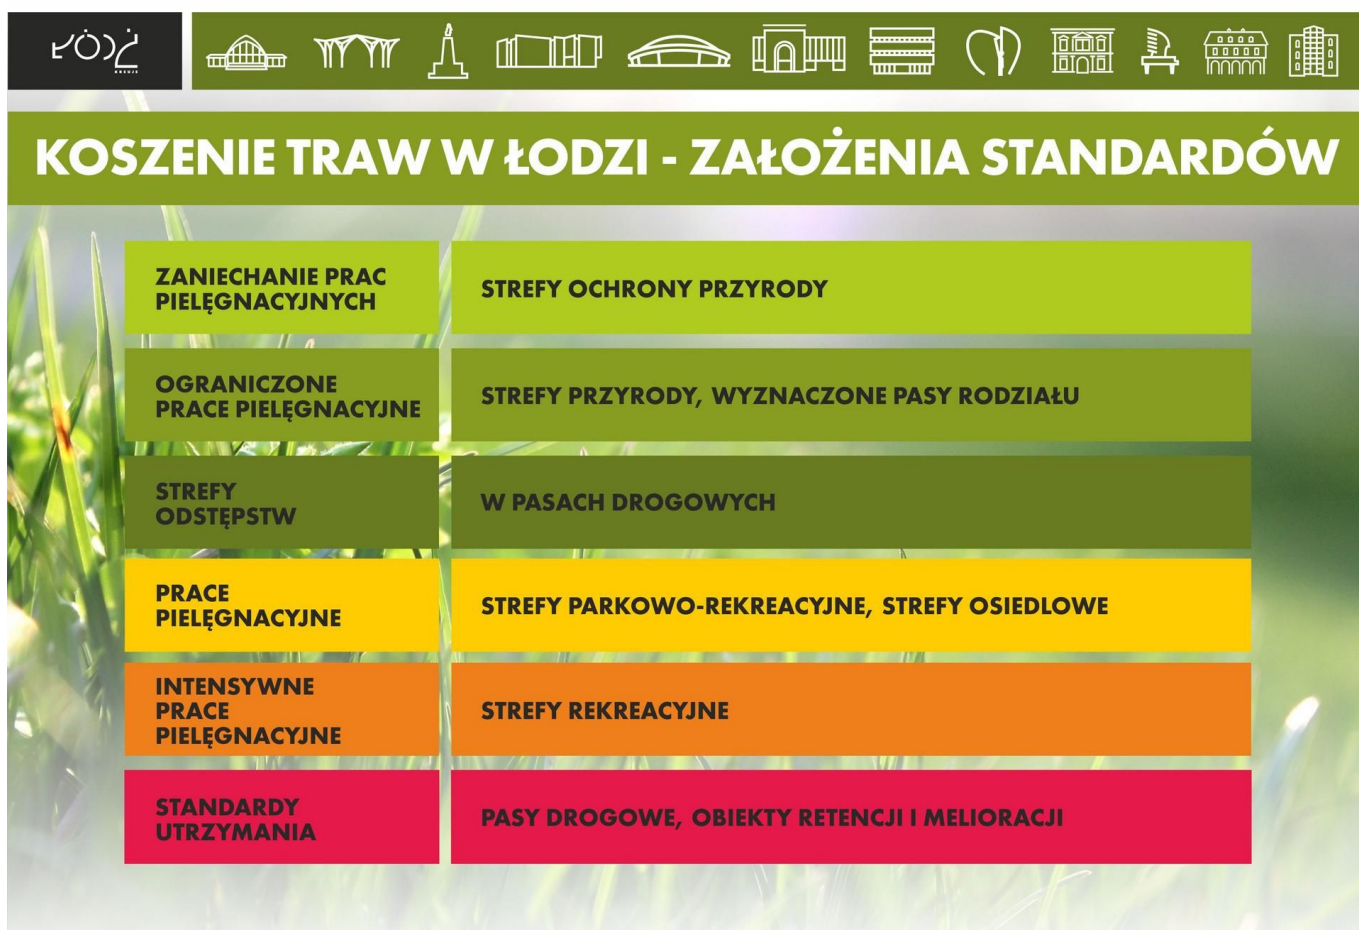 ŁÓDŹ
KREUJE
KOSZENIE TRAW W ŁODZI - ZAŁOŻENIA STANDARDÓW
ZANIECHANIE PRAC
PIELĘGNACYJNYCH
STREFY OCHRONY PRZYRODY
OGRANICZONE
PRACE PIELĘGNACYJNE
STREFY PRZYRODY, WYZNACZONE PASY RODZIAŁU
STREFY
ODSTĘPSTW
W PASACH DROGOWYCH
PRACE
PIELĘGNACYJNE
STREFY PARKOWO-REKREACYJNE, STREFY OSIEDLOWE
INTENSYWNE
PRACE
PIELĘGNACYJNE
STREFY REKREACYJNE
STANDARDY
UTRZYMANIA
PASY DROGOWE, OBIEKTY RETENCJI I MELIORACJI